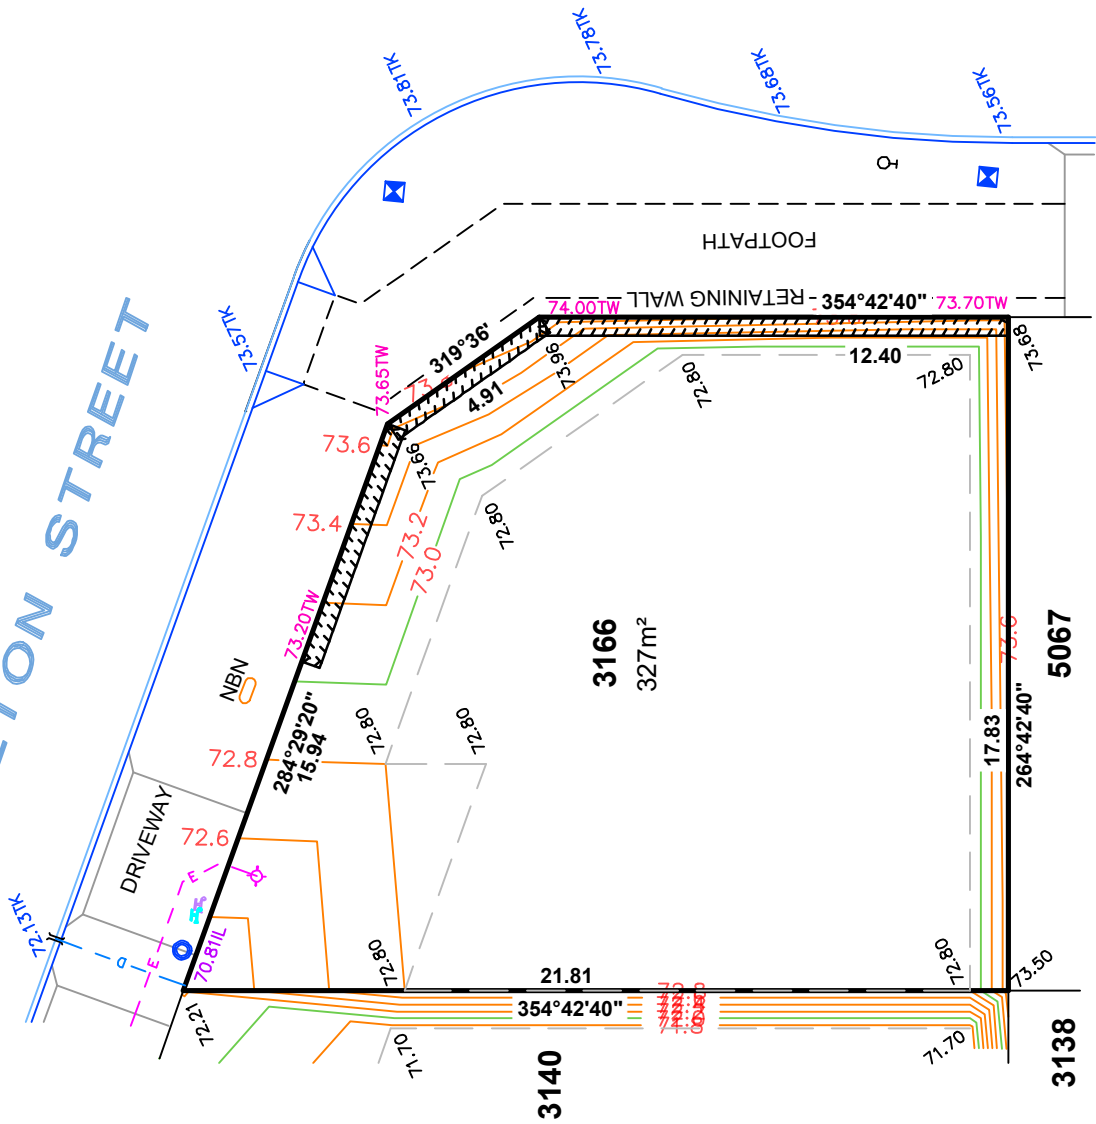 73.78TK
73.81TK
73.68TK
73.56TK
73.57TK
72.13TK
STREET
FOOTPATH
RETAINING WALL
354°42'40"
73.70TW
74.00TW
12.40
319°36'
73.65TW
4.91
73.96
73.68
72.80
72.80
73.6
73.66
73.4
73.2
73.0
72.80
73.20TW
NBN
284°29'20"
15.94
3166
327m²
73.6
5067
17.83
264°42'40"
72.8
72.80
72.80
72.6
DRIVEWAY
E
E
D
70.81IL
72.80
72.80
21.81
354°42'40"
73.50
72.21
71.70
71.70
3140
3138